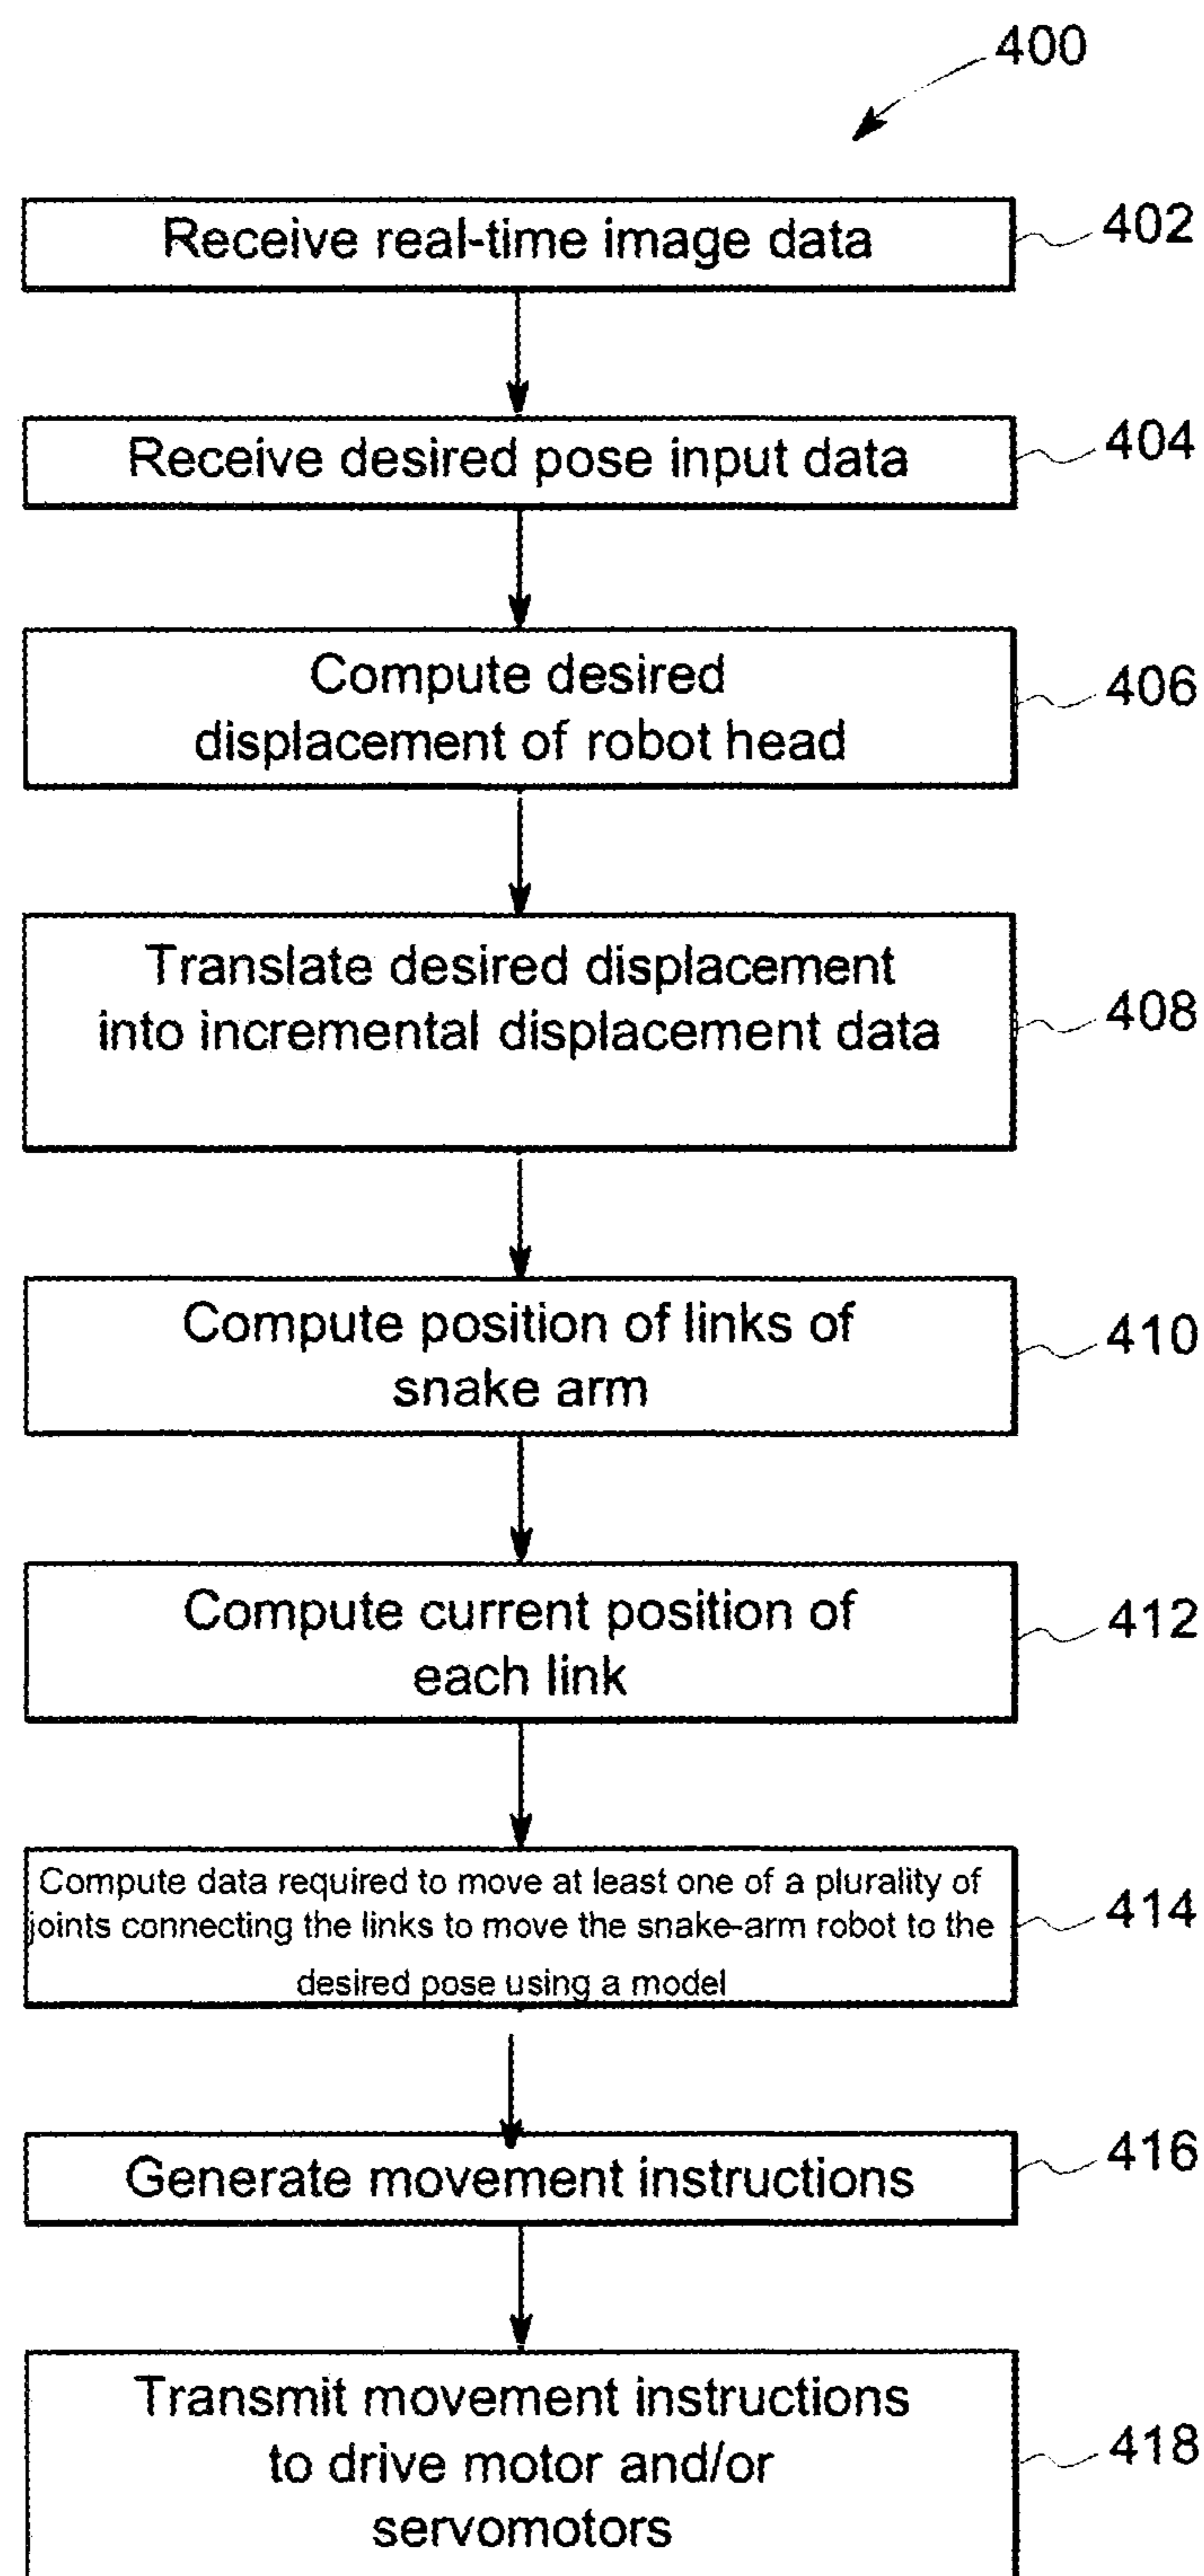 400
Receive real-time image data
402
Receive desired pose input data
404
Compute desired
displacement of robot head
406
Translate desired displacement
into incremental displacement data
408
Compute position of links of
snake arm
410
Compute current position of
each link
412
Compute data required to move at least one of a plurality of
joints connecting the links to move the snake-arm robot to the
desired pose using a model
414
Generate movement instructions
416
Transmit movement instructions
to drive motor and/or
servomotors
418